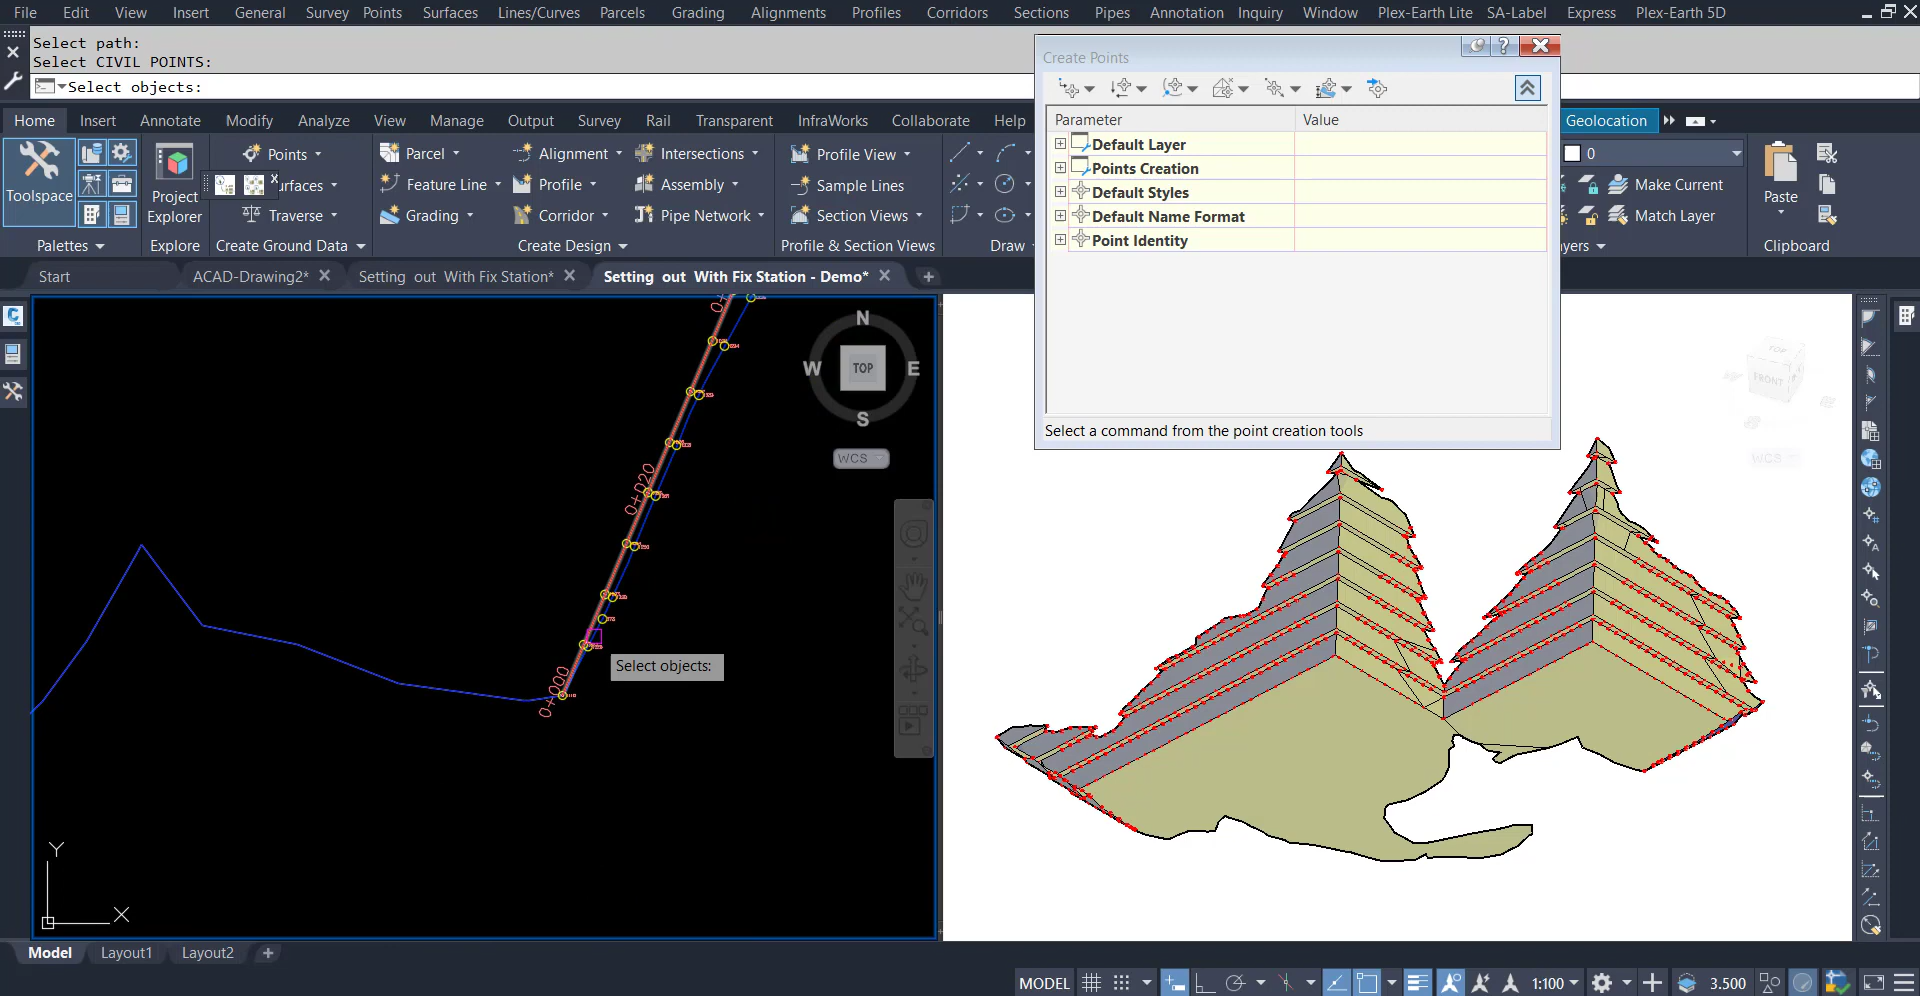 File Edit View Insert General Survey Points Surfaces Lines/Curves Parcels Grading Alignments Profiles Corridors Sections Pipes Annotation Inquiry Window Plex-Earth Lite SA-Label Express Plex-Earth 5D
Select path:
Select CIVIL POINTS:
Select objects:
Create Points
Parameter Value
Default Layer
Points Creation
Default Styles
Default Name Format
Point Identity
Select a command from the point creation tools
Home Insert Annotate Modify Analyze View Manage Output Survey Rail Transparent InfraWorks Collaborate Help Geolocation
Toolspace
Palettes
Project Explorer
Explore
Points
urfaces
Traverse
Create Ground Data
Parcel
Feature Line
Grading
Alignment
Profile
Corridor
Intersections
Assembly
Pipe Network
Create Design
Profile View
Sample Lines
Section Views
Profile & Section Views
Draw
0
Make Current
Match Layer
yers
Paste
Clipboard
Start ACAD-Drawing2* Setting out With Fix Station* Setting out With Fix Station - Demo*
N
W TOP E
S
WCS
0+020
0+000
Select objects:
Y
X
TOP
FRONT
WCS
Model Layout1 Layout2
MODEL 1:100 3.500